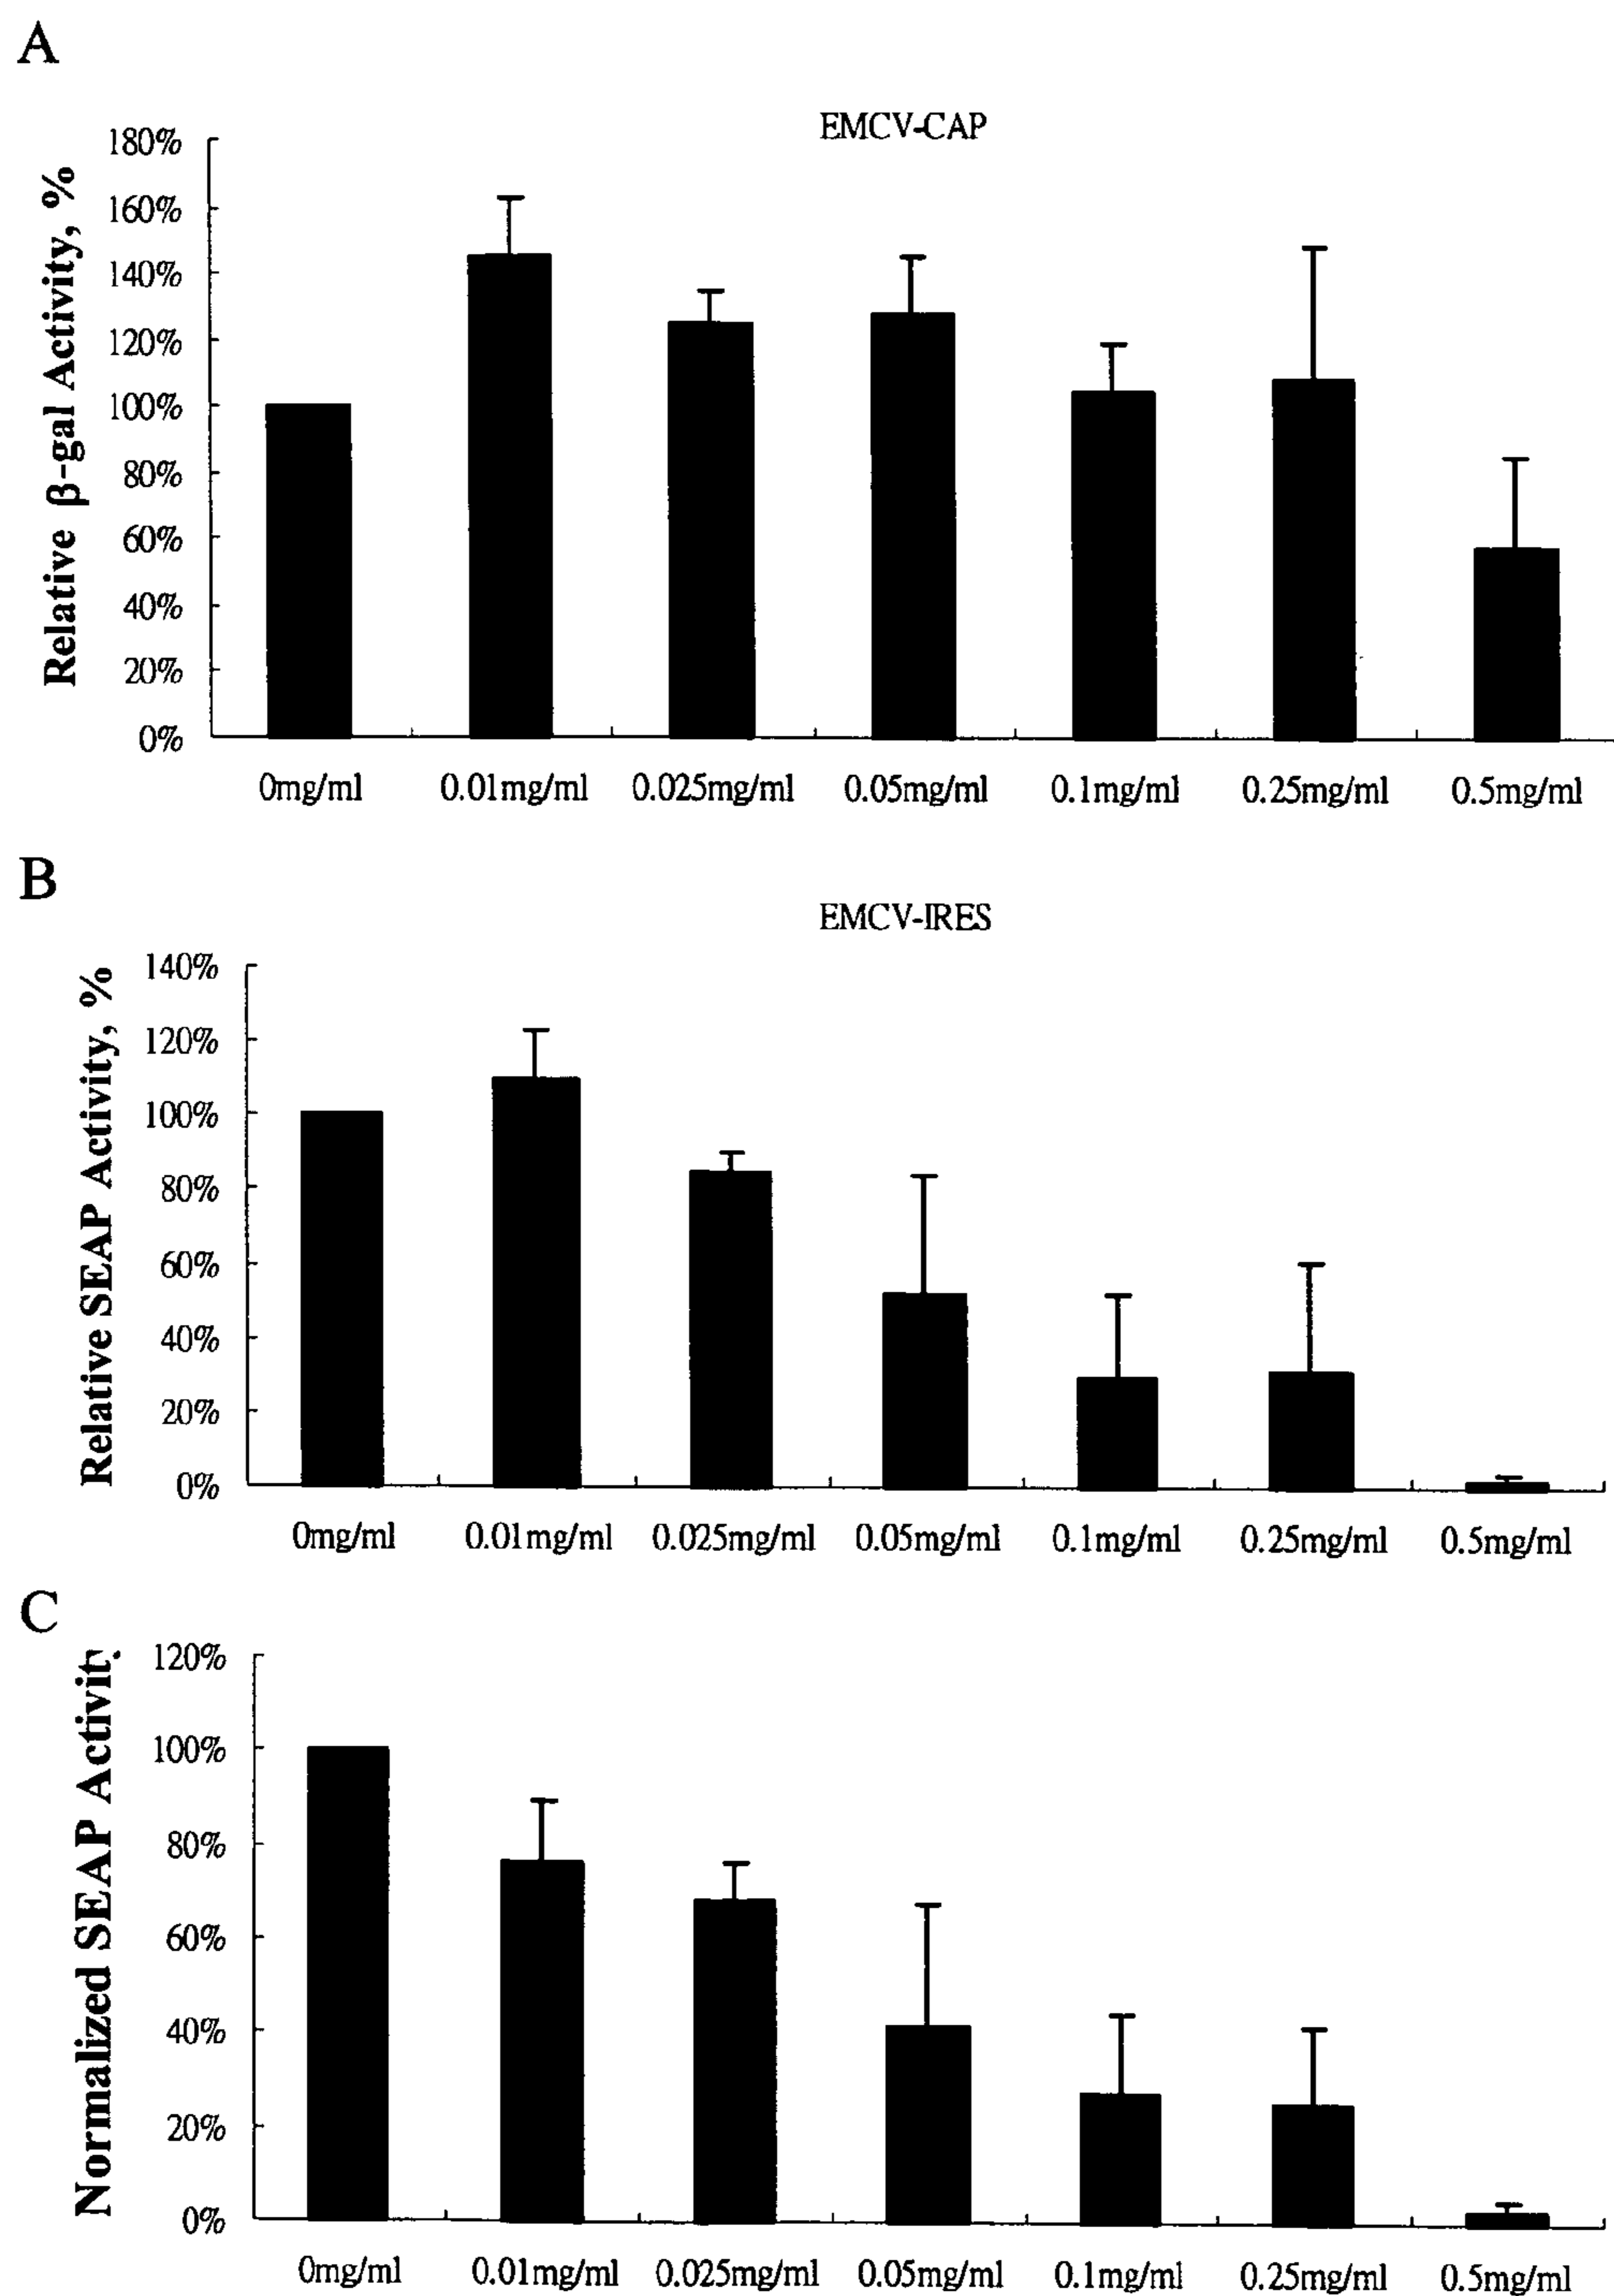 A
EMCV-CAP
Relative β-gal Activity, %
180%
160%
140%
120%
100%
80%
60%
40%
20%
0%
0mg/ml 0.01mg/ml 0.025mg/ml 0.05mg/ml 0.1mg/ml 0.25mg/ml 0.5mg/ml
B
EMCV-IRES
Relative SEAP Activity, %
140%
120%
100%
80%
60%
40%
20%
0%
0mg/ml 0.01mg/ml 0.025mg/ml 0.05mg/ml 0.1mg/ml 0.25mg/ml 0.5mg/ml
C
Normalized SEAP Activity
120%
100%
80%
60%
40%
20%
0%
0mg/ml 0.01mg/ml 0.025mg/ml 0.05mg/ml 0.1mg/ml 0.25mg/ml 0.5mg/ml